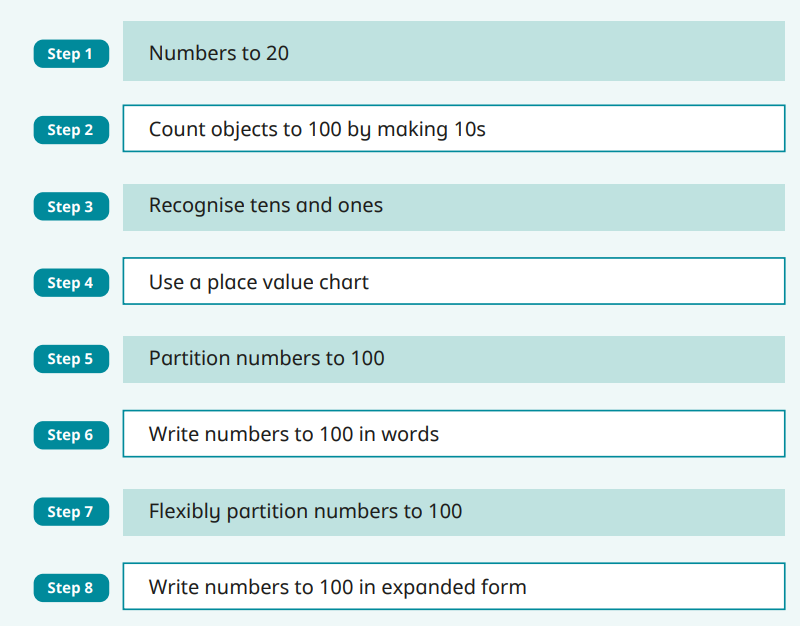 Step 1 Numbers to 20
Step 2 Count objects to 100 by making 10s
Step 3 Recognise tens and ones
Step 4 Use a place value chart
Step 5 Partition numbers to 100
Step 6 Write numbers to 100 in words
Step 7 Flexibly partition numbers to 100
Step 8 Write numbers to 100 in expanded form